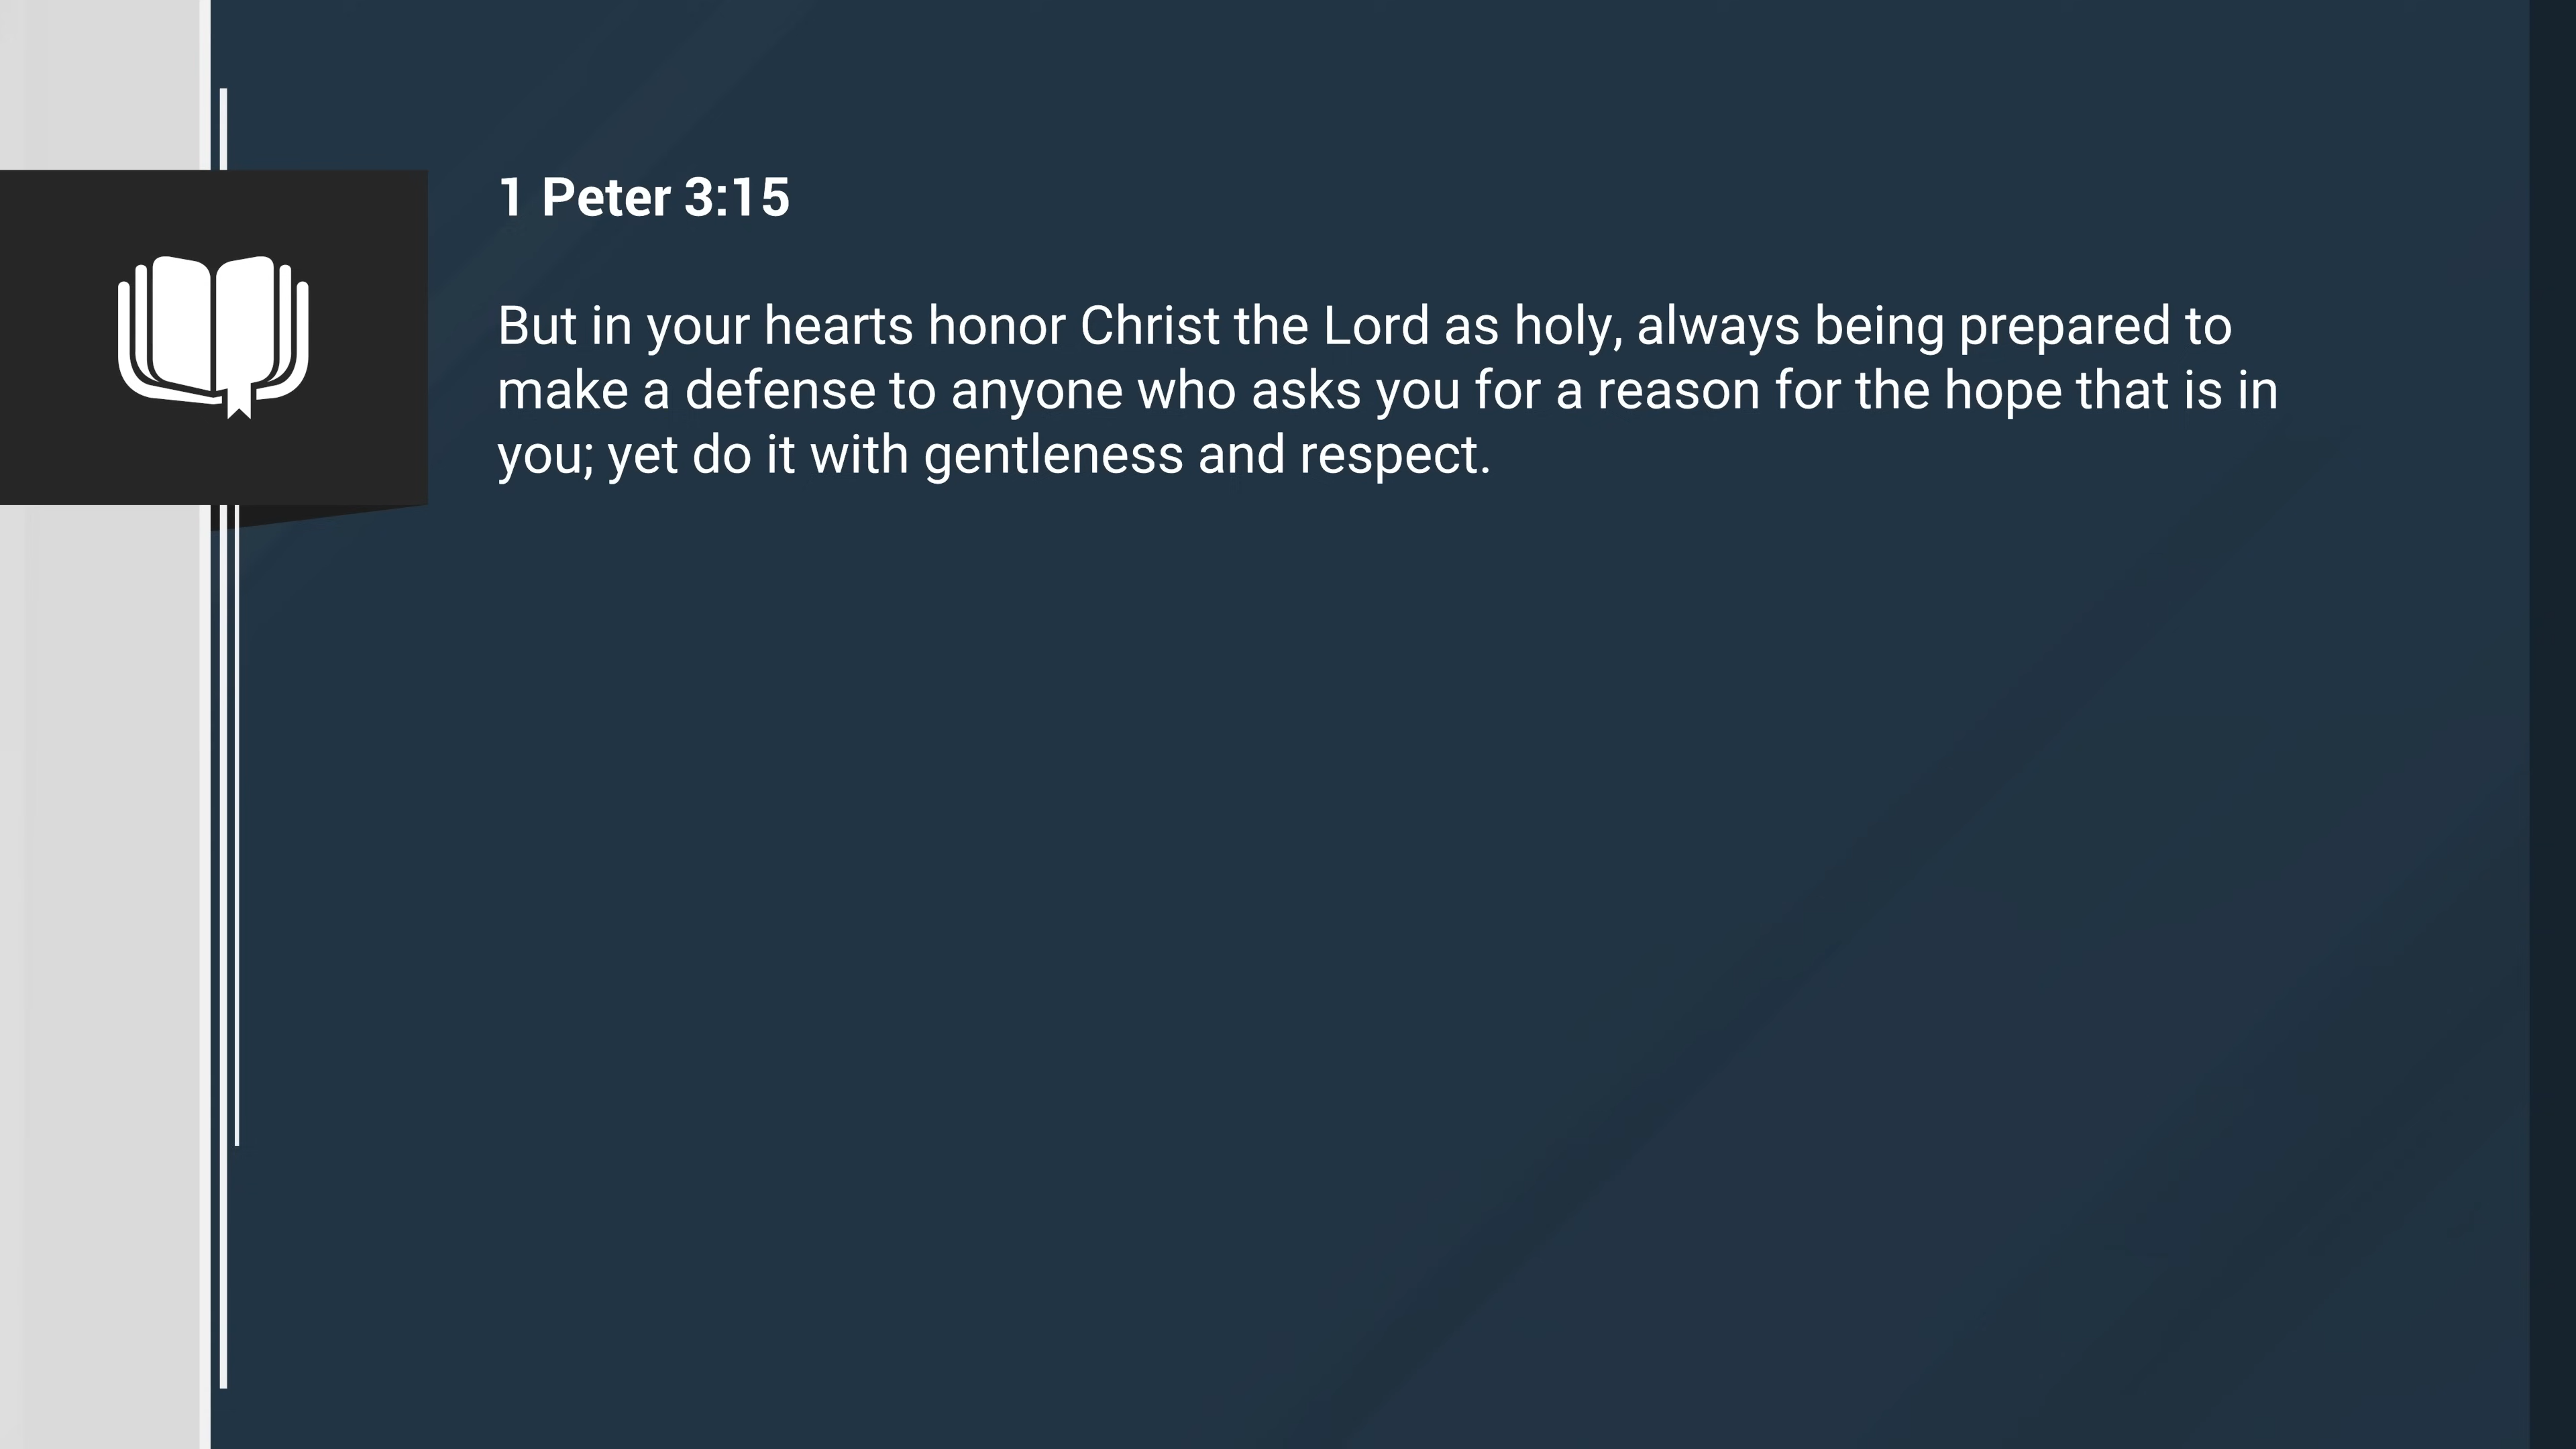 1 Peter 3:15
But in your hearts honor Christ the Lord as holy, always being prepared to
make a defense to anyone who asks you for a reason for the hope that is in
you; yet do it with gentleness and respect.